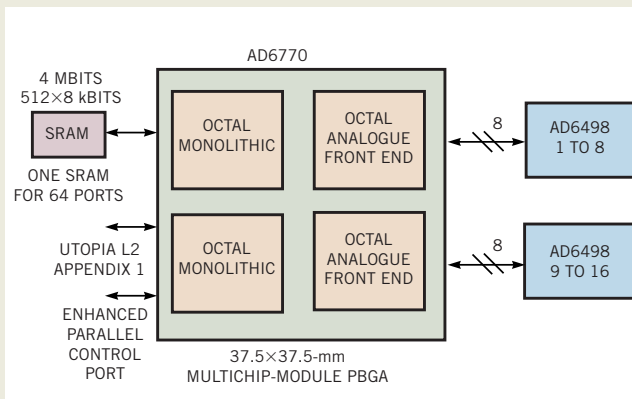 AD6770
4 MBITS
512×8 kBITS
SRAM
ONE SRAM
FOR 64 PORTS
UTOPIA L2
APPENDIX 1
ENHANCED
PARALLEL
CONTROL
PORT
OCTAL
MONOLITHIC
OCTAL
ANALOGUE
FRONT END
OCTAL
MONOLITHIC
OCTAL
ANALOGUE
FRONT END
8
AD6498
1 TO 8
8
AD6498
9 TO 16
37.5×37.5-mm
MULTICHIP-MODULE PBGA